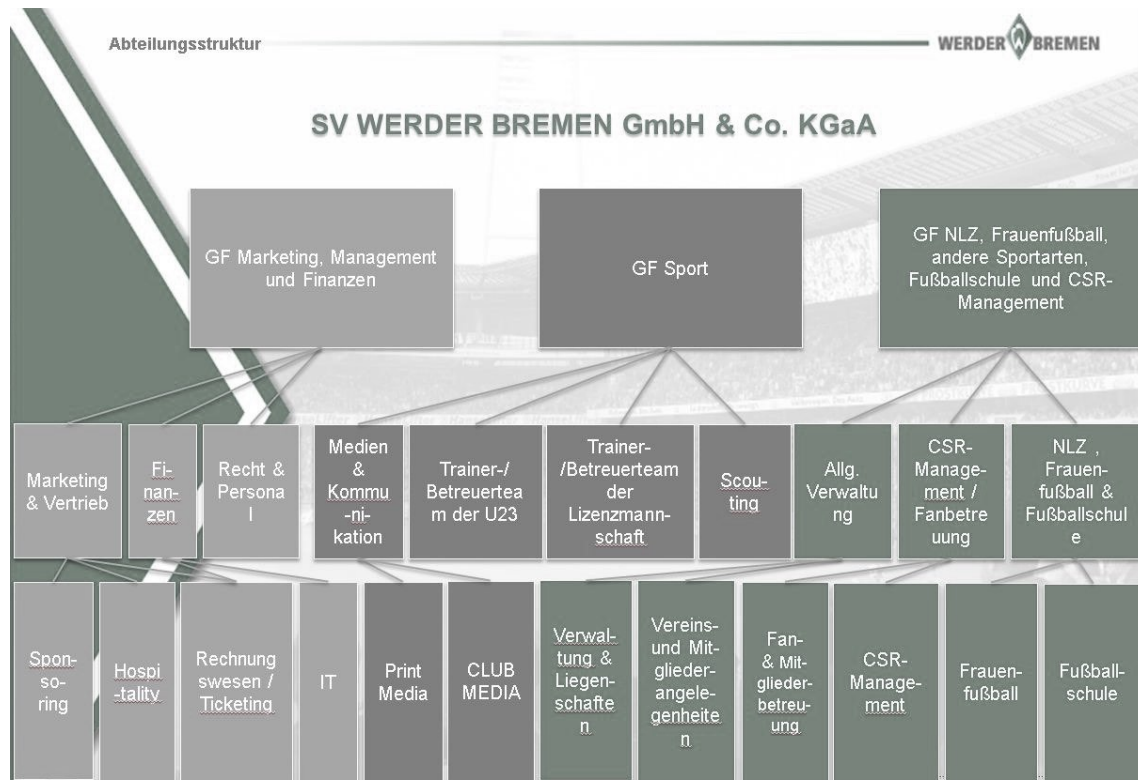 Abteilungsstruktur
WERDER BREMEN
SV WERDER BREMEN GmbH & Co. KGaA
GF Marketing, Management
und Finanzen
GF Sport
GF NLZ, Frauenfußball,
andere Sportarten,
Fußballschule und CSR-
Management
Marketing
& Vertrieb
Fi-
nan-
zen
Recht &
Persona
l
Medien
&
Kommu
-ni-
kation
Trainer-/
Betreuertea
m der U23
Trainer-
/Betreuerteam
der
Lizenzmann-
schaft
Scou-
ting
Allg.
Verwaltu
ng
CSR-
Manage-
ment /
Fanbetre
uung
NLZ ,
Frauen-
fußball &
Fußballschul
e
Spon-
so-
ring
Hospi
-tality
Rechnung
swesen /
Ticketing
IT
Print
Media
CLUB
MEDIA
Verwal-
tung &
Liegen-
schafte
n
Vereins-
und Mit-
glieder-
angele-
genheite
n
Fan-
& Mit-
glieder-
betreu-
ung
CSR-
Manage-
ment
Frauen-
fußball
Fußball-
schule